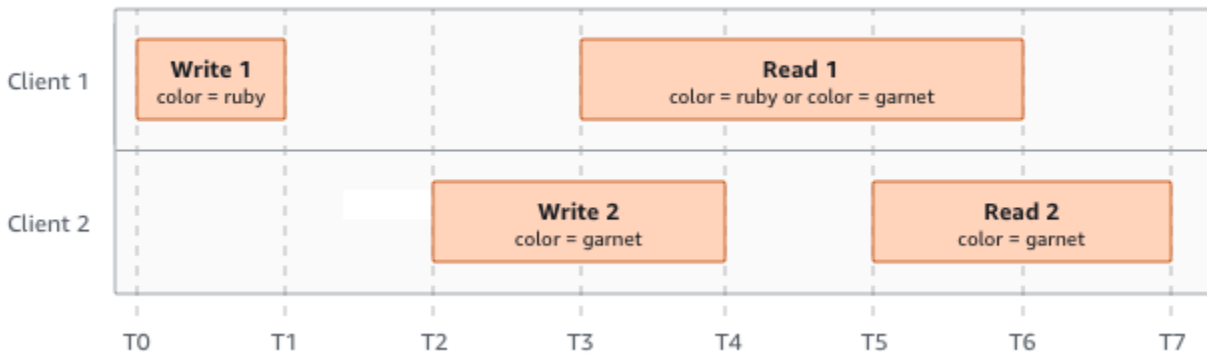 Client 1
Write 1
color = ruby
Read 1
color = ruby or color = garnet
Client 2
Write 2
color = garnet
Read 2
color = garnet
T0 T1 T2 T3 T4 T5 T6 T7